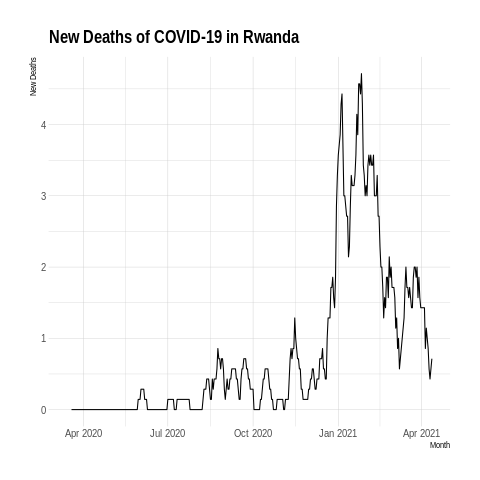 New Deaths of COVID-19 in Rwanda
New Deaths
4
3
2
1
0
Apr 2020
Jul 2020
Oct 2020
Jan 2021
Apr 2021
Month